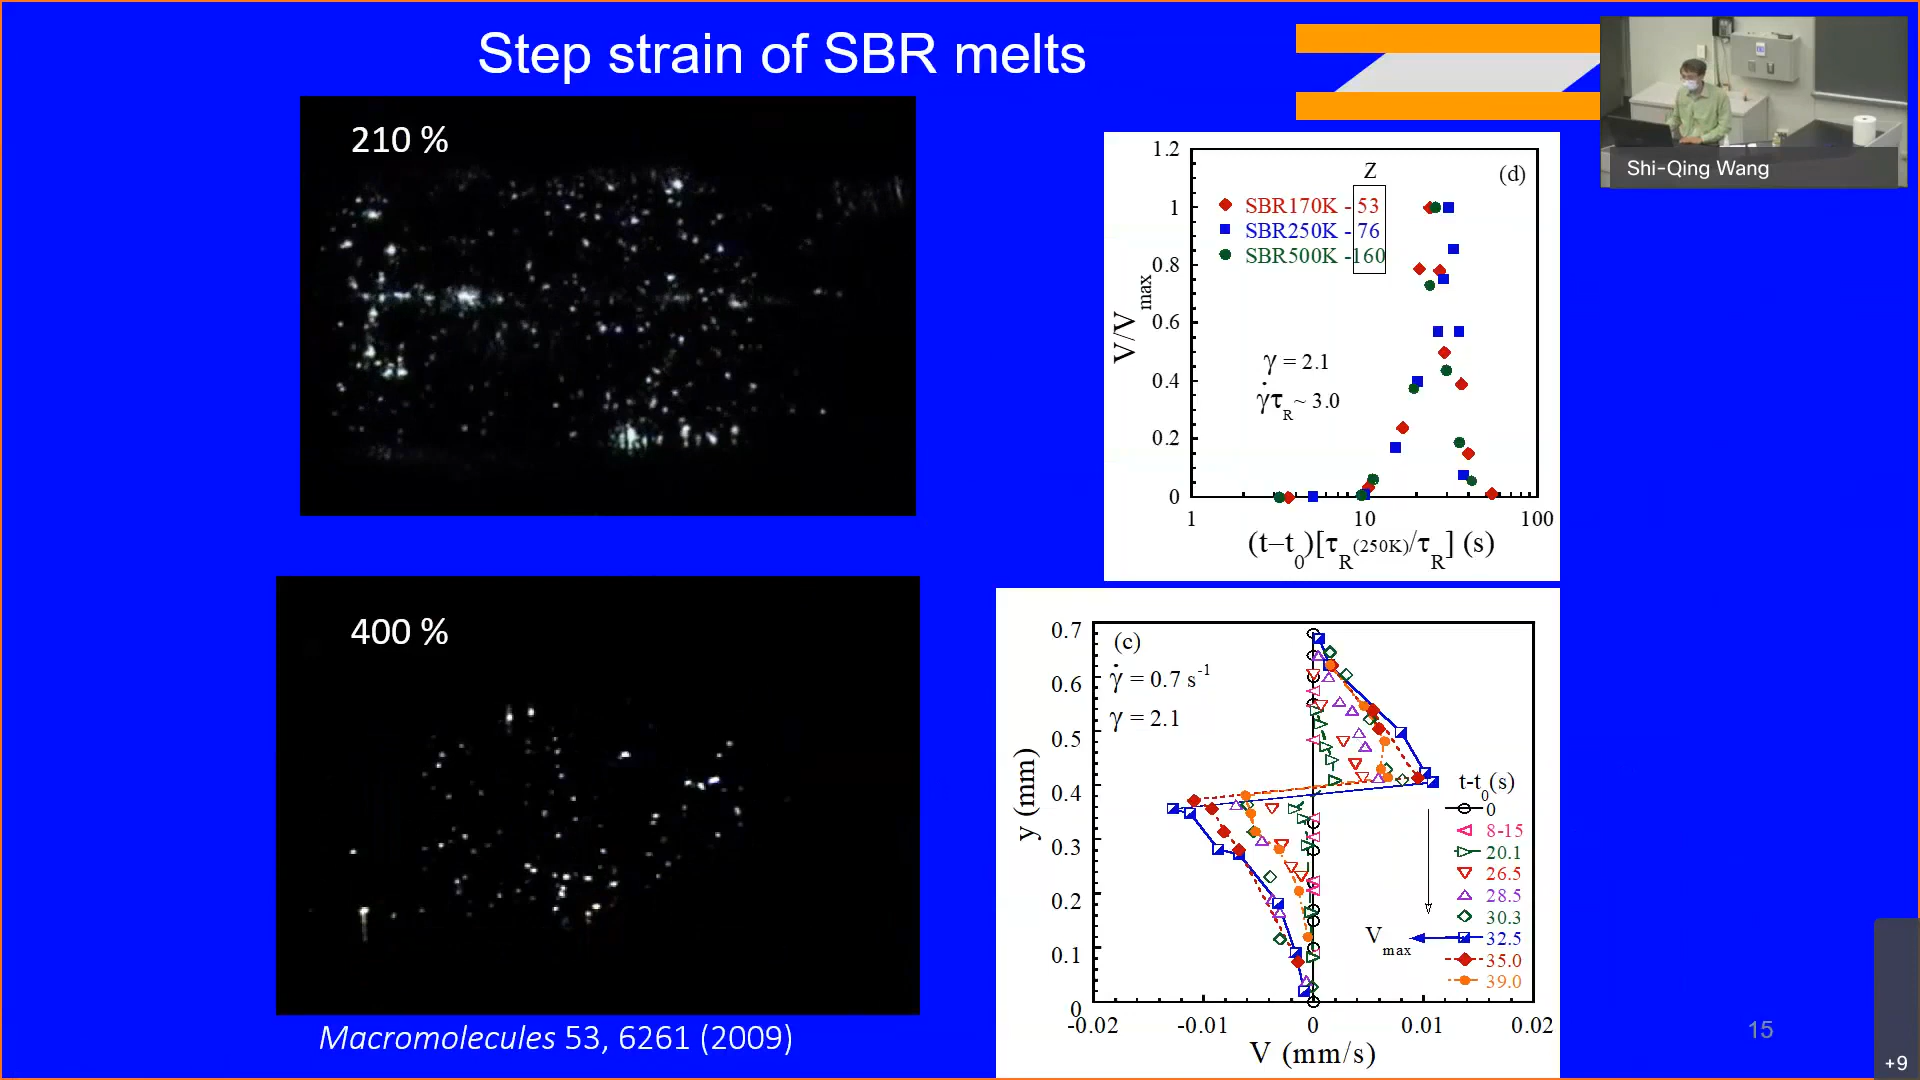 Step strain of SBR melts
Shi-Qing Wang
210 %
400 %
Macromolecules 53, 6261 (2009)
(d)
Z
SBR170K - 53
SBR250K - 76
SBR500K -160
γ = 2.1
γ̇τR~ 3.0
V/Vmax
1.2
1
0.8
0.6
0.4
0.2
0
1 10 100
(t–t0)[τR(250K)/τR] (s)
(c)
γ̇ = 0.7 s-1
γ = 2.1
y (mm)
0.7
0.6
0.5
0.4
0.3
0.2
0.1
0
-0.02 -0.01 0 0.01 0.02
V (mm/s)
t-t0(s)
0
8-15
20.1
26.5
28.5
30.3
32.5
35.0
39.0
Vmax
15
+9